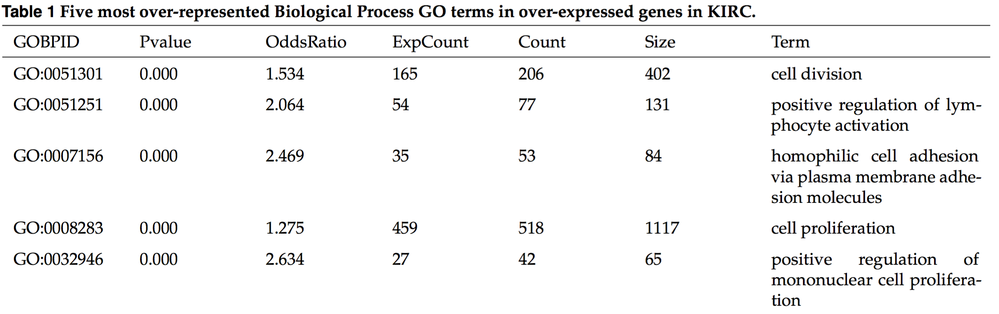 Table 1 Five most over-represented Biological Process GO terms in over-expressed genes in KIRC.
GOBPID Pvalue OddsRatio ExpCount Count Size Term
GO:0051301 0.000 1.534 165 206 402 cell division
GO:0051251 0.000 2.064 54 77 131 positive regulation of lym-
phocyte activation
GO:0007156 0.000 2.469 35 53 84 homophilic cell adhesion
via plasma membrane adhe-
sion molecules
GO:0008283 0.000 1.275 459 518 1117 cell proliferation
GO:0032946 0.000 2.634 27 42 65 positive regulation of
mononuclear cell prolifera-
tion